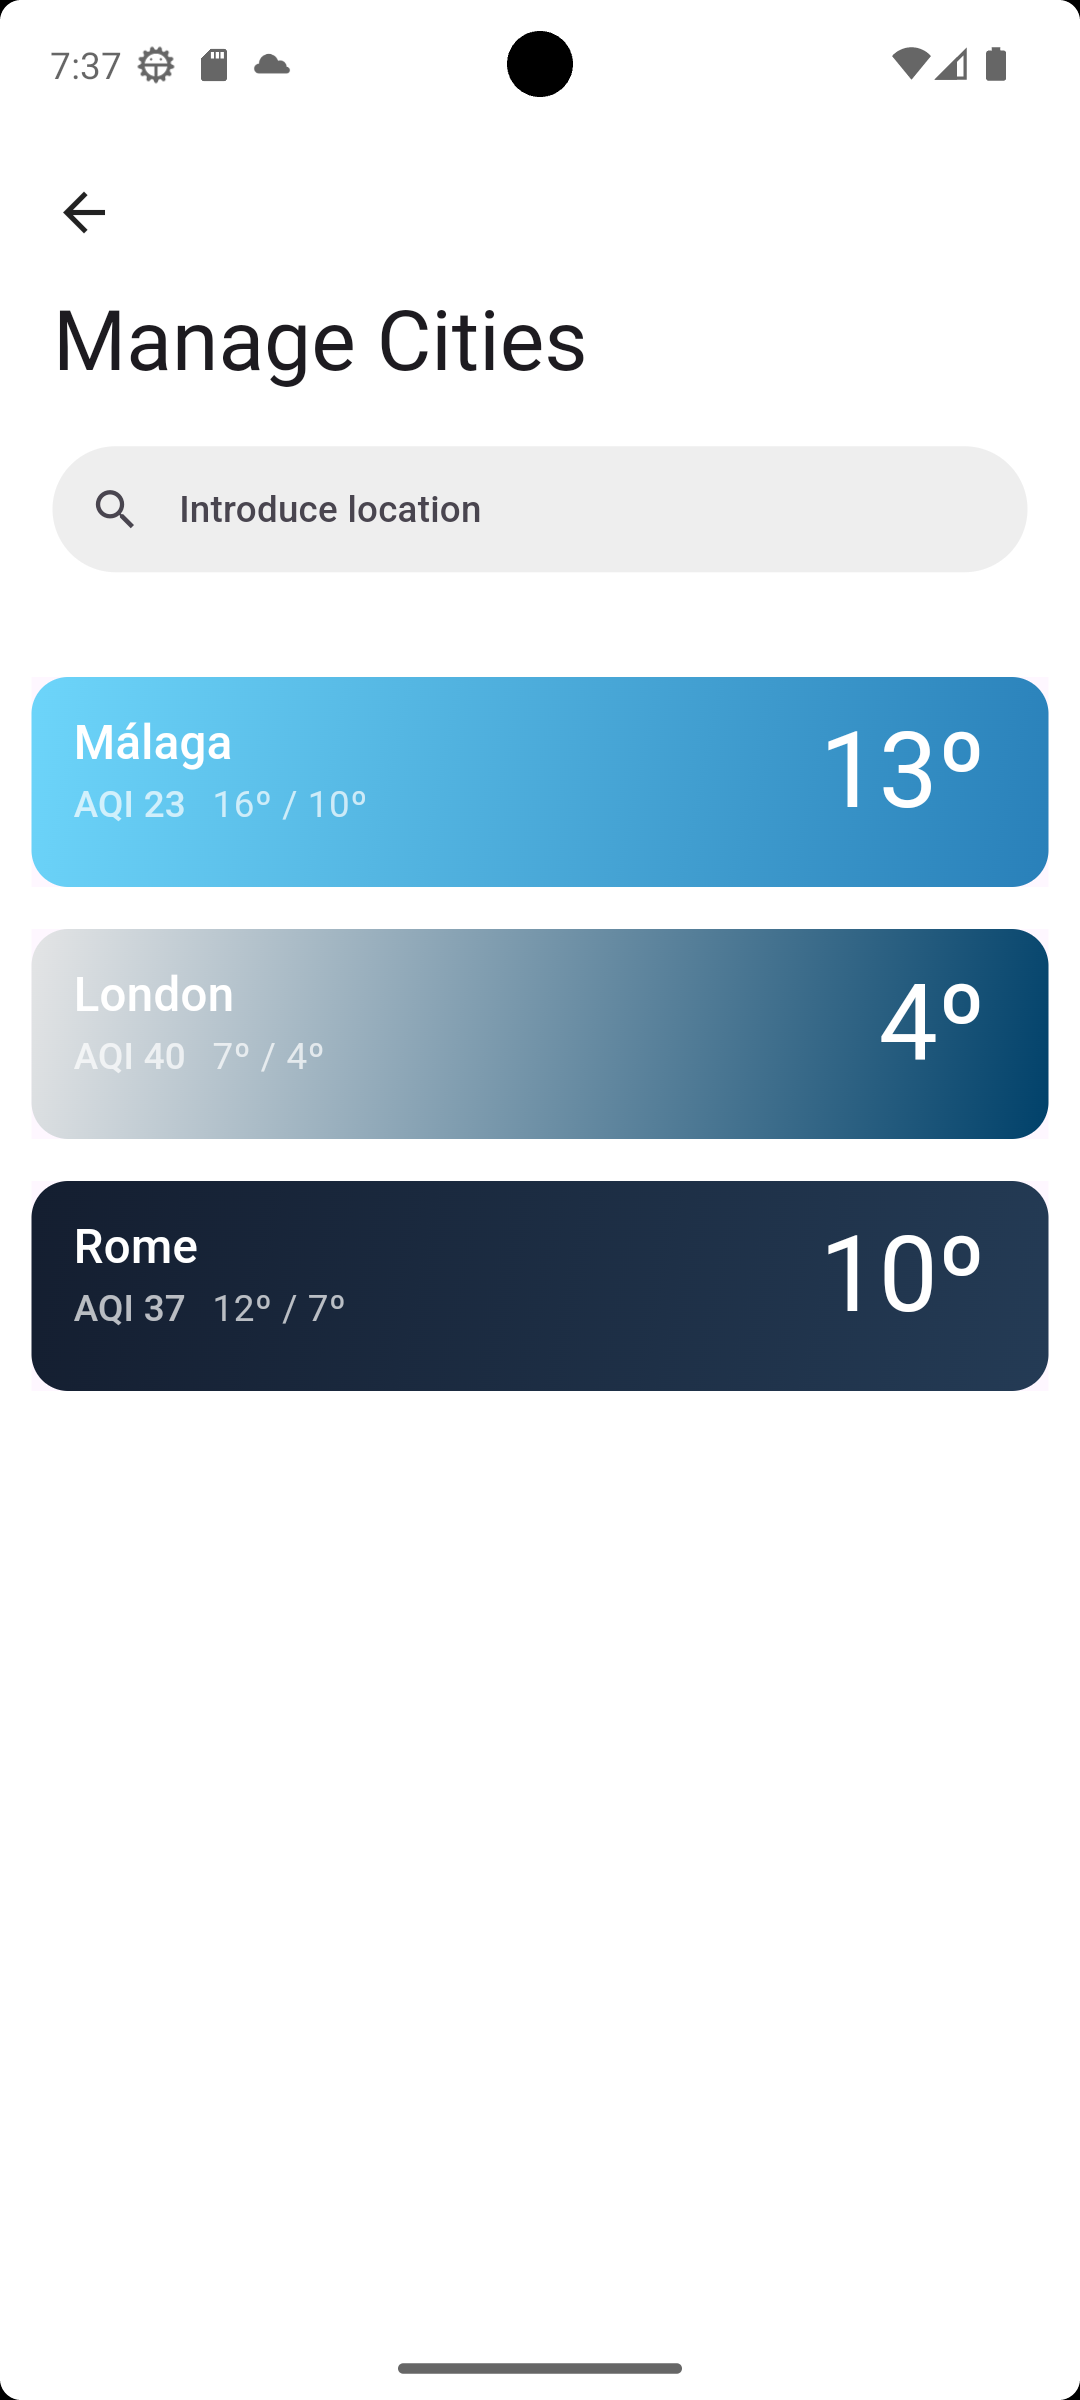 7:37
Manage Cities
Introduce location
Málaga
AQI 23 16º / 10º
13º
London
AQI 40 7º / 4º
4º
Rome
AQI 37 12º / 7º
10º